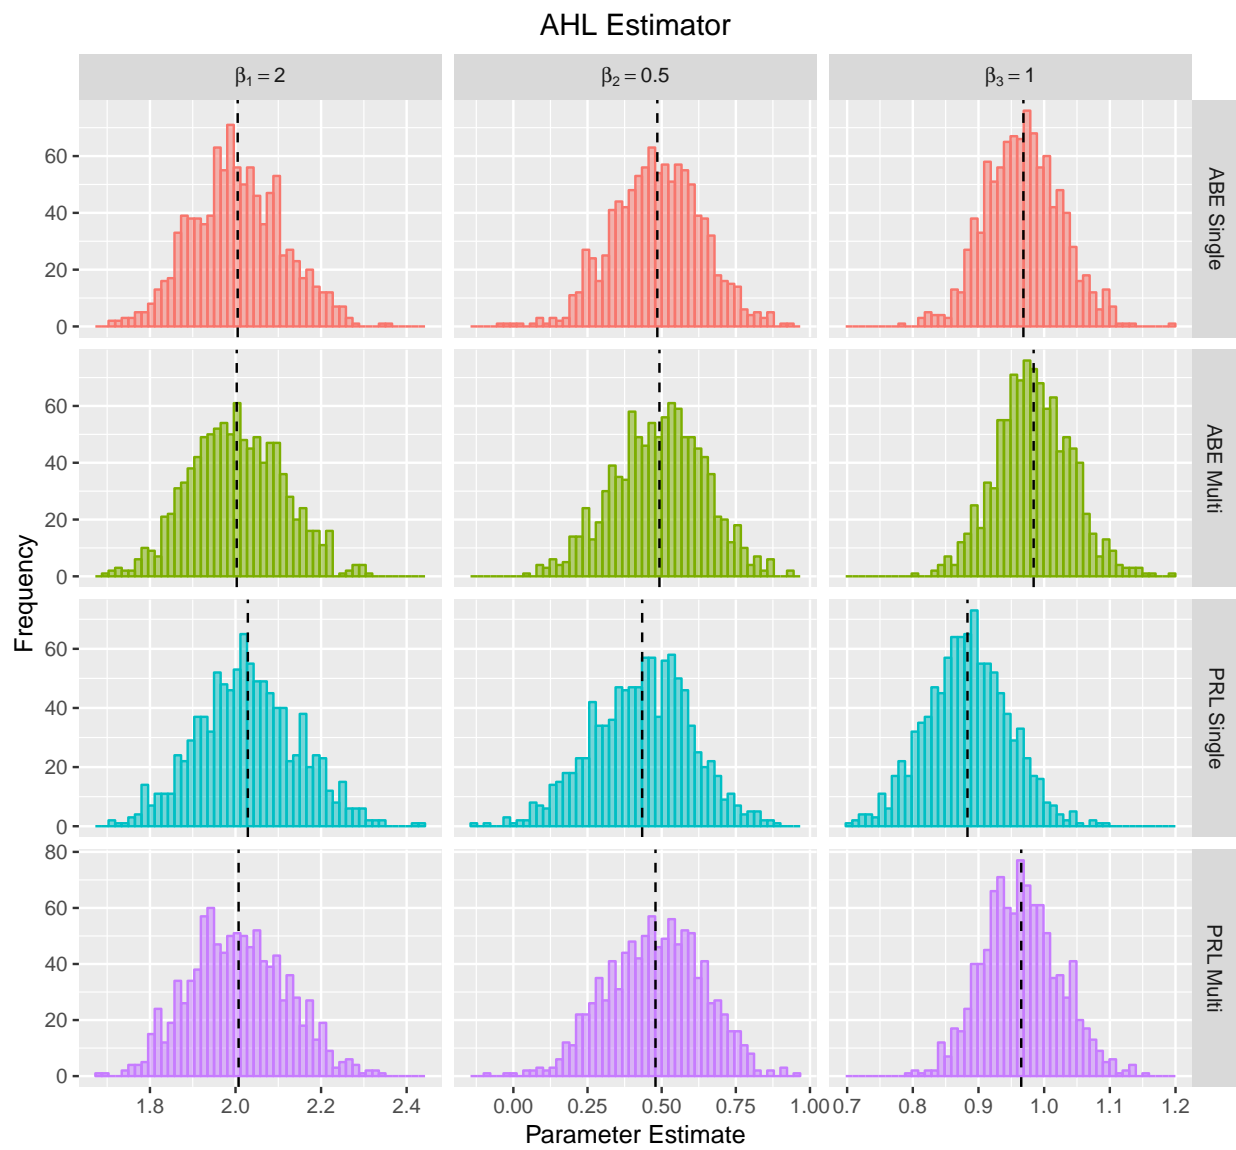 AHL Estimator
β₁ = 2
β₂ = 0.5
β₃ = 1
Frequency
60
40
20
0
ABE Single
60
40
20
0
ABE Multi
60
40
20
0
PRL Single
80
60
40
20
0
PRL Multi
1.8 2.0 2.2 2.4
0.00 0.25 0.50 0.75 1.00
0.7 0.8 0.9 1.0 1.1 1.2
Parameter Estimate